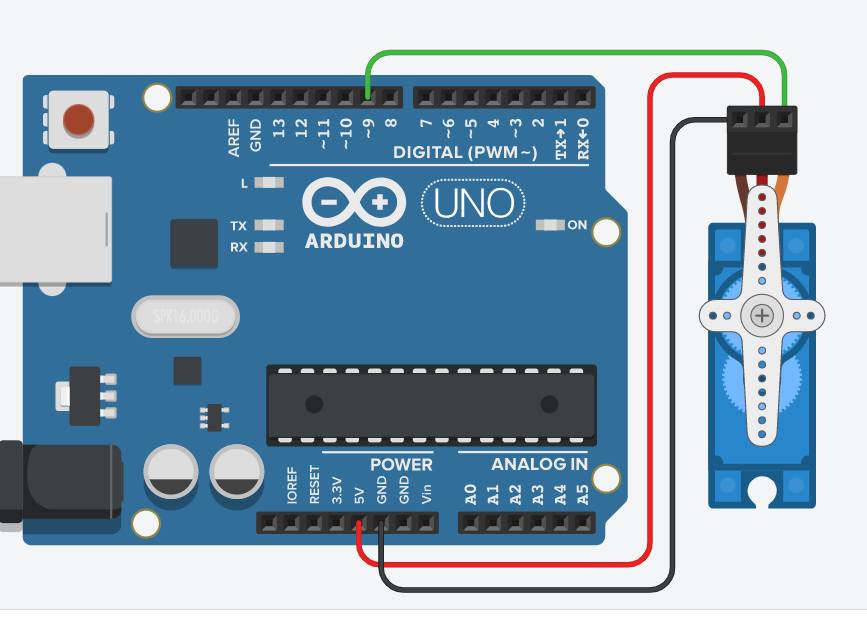 AREF
GND
13
12
~11
~10
~9
8
7
~6
~5
4
~3
2
TX→1
RX←0
DIGITAL (PWM~)
L
TX
RX
ARDUINO
UNO
ON
SPK16.000G
POWER
ANALOG IN
IOREF
RESET
3.3V
5V
GND
GND
Vin
A0
A1
A2
A3
A4
A5